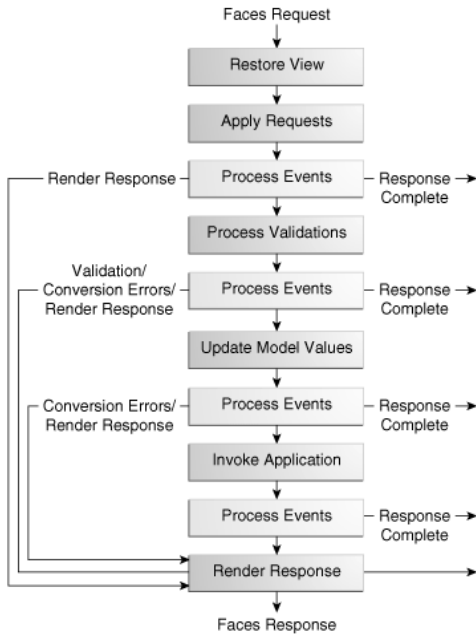 Faces Request
Restore View
Apply Requests
Render Response
Process Events
Response
Complete
Process Validations
Validation/
Conversion Errors/
Render Response
Process Events
Response
Complete
Update Model Values
Conversion Errors/
Render Response
Process Events
Response
Complete
Invoke Application
Process Events
Response
Complete
Render Response
Faces Response